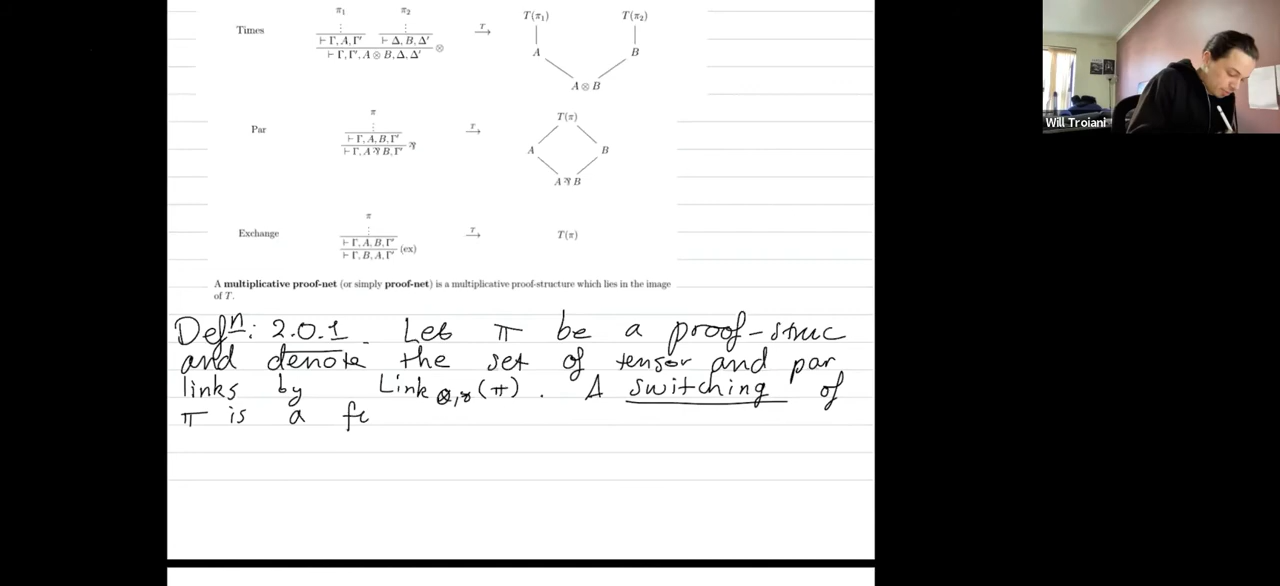 π₁ π₂ T(π₁) T(π₂)
⋮ ⋮
Times ⊢ Γ, A, Γ′ ⊢ Δ, B, Δ′ T
⊢ Γ, Γ′, A ⊗ B, Δ, Δ′ ⊗ A B
A ⊗ B
π T(π)
⋮
Par ⊢ Γ, A, B, Γ′ T
⊢ Γ, A ⅋ B, Γ′ ⅋ A B
A ⅋ B
π
⋮
Exchange ⊢ Γ, A, B, Γ′ T T(π)
⊢ Γ, B, A, Γ′ (ex)
A multiplicative proof-net (or simply proof-net) is a multiplicative proof-structure which lies in the image
of T.
Defⁿ: 2.0.1 Let π be a proof-struc
and denote the set of tensor and par
links by Link⊗,⅋(π). A switching of
π is a
Will Troiani